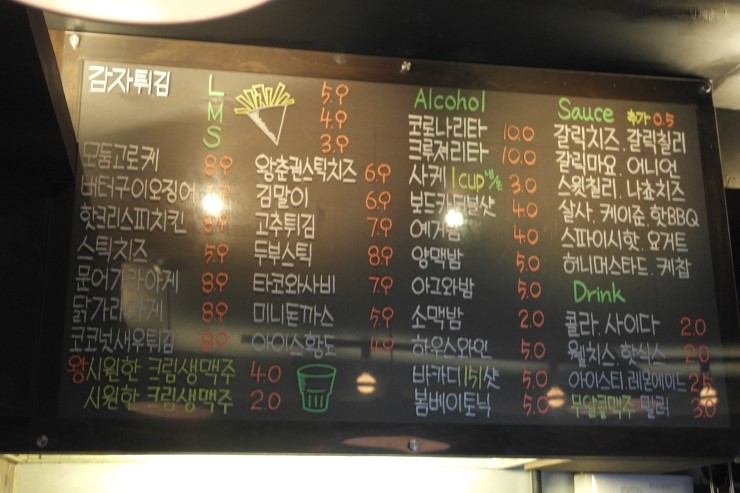 감자튀김 L 5.9
M 4.9
S 3.9
모둠고로케 8.9
버터구이오징어
핫크리스피치킨
스틱치즈 5.9
문어가라아게 8.9
닭가라아게 8.9
코코넛새우튀김 8.9
왕시원한 크림생맥주 4.0
시원한 크림생맥주 2.0
왕춘권스틱치즈 6.9
김말이 6.9
고추튀김 7.9
두부스틱 8.9
타코와사비 7.9
미니돈까스 5.9
아이스황도 4.9
Alcohol
코로나리타 10.0
크루져리타 10.0
사케 1cup 3.0
보드카 샷 4.0
예거밤 4.0
양맥밤 5.0
아고와밤 5.0
소맥밤 2.0
하우스와인 5.0
바카디151샷 5.0
봄베이토닉 5.0
Sauce 추가 0.5
갈릭치즈. 갈릭칠리
갈릭마요. 어니언
스윗칠리. 나쵸치즈
살사. 케이준. 핫BBQ
스파이시핫. 요거트
허니머스타드. 케찹
Drink
콜라. 사이다 2.0
웰치스. 핫식스 2.0
아이스티. 레몬에이드 2.5
무알콜맥주 밀러 3.0